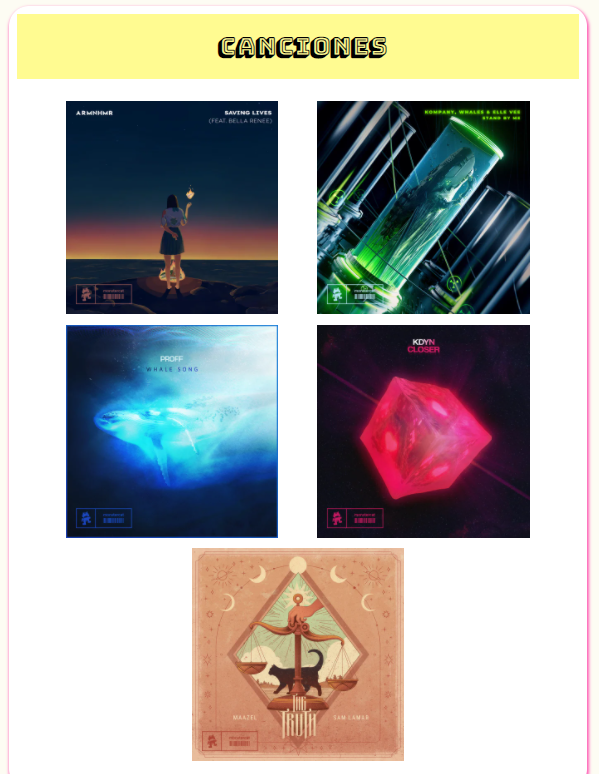 CANCIONES
ARMNHMR
SAVING LIVES
(FEAT. BELLA RENEE)
KOMPANY, WHALES & ELLE VEE
STAND BY ME
PROFF
WHALE SONG
KDYN
CLOSER
THE
TRUTH
MAAZEL
SAM LAMAR